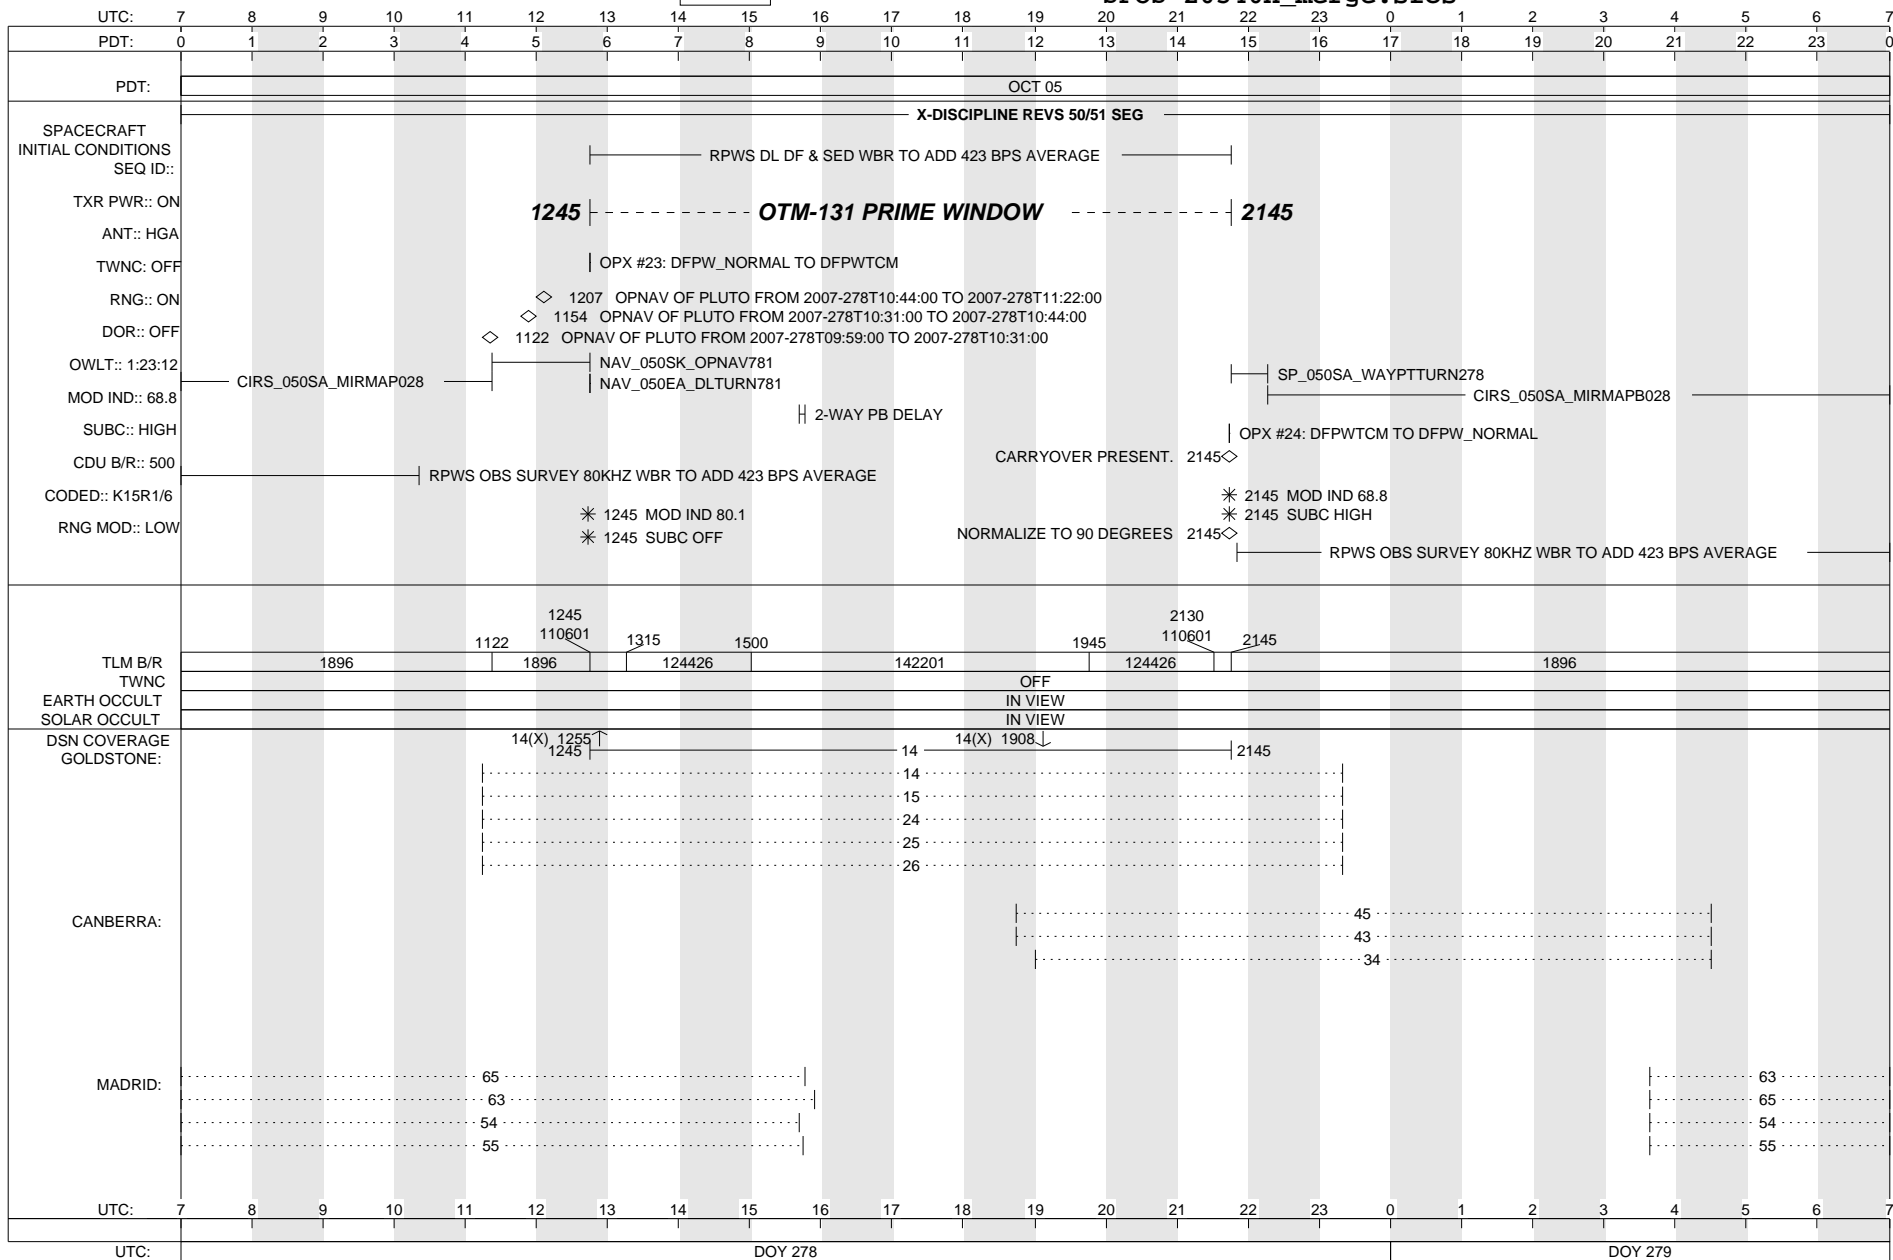 UTC: 7 8 9 10 11 12 13 14 15 16 17 18 19 20 21 22 23 0 1 2 3 4 5 6 7
PDT: 0 1 2 3 4 5 6 7 8 9 10 11 12 13 14 15 16 17 18 19 20 21 22 23 0
PDT: OCT 05
X-DISCIPLINE REVS 50/51 SEG
SPACECRAFT
INITIAL CONDITIONS
SEQ ID::
RPWS DL DF & SED WBR TO ADD 423 BPS AVERAGE
TXR PWR:: ON
1245 OTM-131 PRIME WINDOW 2145
ANT:: HGA
TWNC: OFF
OPX #23: DFPW_NORMAL TO DFPWTCM
RNG:: ON
1207 OPNAV OF PLUTO FROM 2007-278T10:44:00 TO 2007-278T11:22:00
1154 OPNAV OF PLUTO FROM 2007-278T10:31:00 TO 2007-278T10:44:00
DOR:: OFF
1122 OPNAV OF PLUTO FROM 2007-278T09:59:00 TO 2007-278T10:31:00
OWLT:: 1:23:12
NAV_050SK_OPNAV781
SP_050SA_WAYPTTURN278
CIRS_050SA_MIRMAP028
NAV_050EA_DLTURN781
MOD IND:: 68.8
CIRS_050SA_MIRMAPB028
2-WAY PB DELAY
SUBC:: HIGH
OPX #24: DFPWTCM TO DFPW_NORMAL
CARRYOVER PRESENT. 2145
CDU B/R:: 500
RPWS OBS SURVEY 80KHZ WBR TO ADD 423 BPS AVERAGE
CODED:: K15R1/6
2145 MOD IND 68.8
1245 MOD IND 80.1
2145 SUBC HIGH
RNG MOD:: LOW
1245 SUBC OFF
NORMALIZE TO 90 DEGREES 2145
RPWS OBS SURVEY 80KHZ WBR TO ADD 423 BPS AVERAGE
1245 2130
1122 110601 1315 1500 1945 110601 2145
TLM B/R 1896 1896 124426 142201 124426 1896
TWNC OFF
EARTH OCCULT IN VIEW
SOLAR OCCULT IN VIEW
DSN COVERAGE
14(X) 1255 14(X) 1908
GOLDSTONE: 1245 14 2145
14
15
24
25
26
CANBERRA:
45
43
34
MADRID:
65 63
63 65
54 54
55 55
UTC: 7 8 9 10 11 12 13 14 15 16 17 18 19 20 21 22 23 0 1 2 3 4 5 6 7
UTC: DOY 278 DOY 279